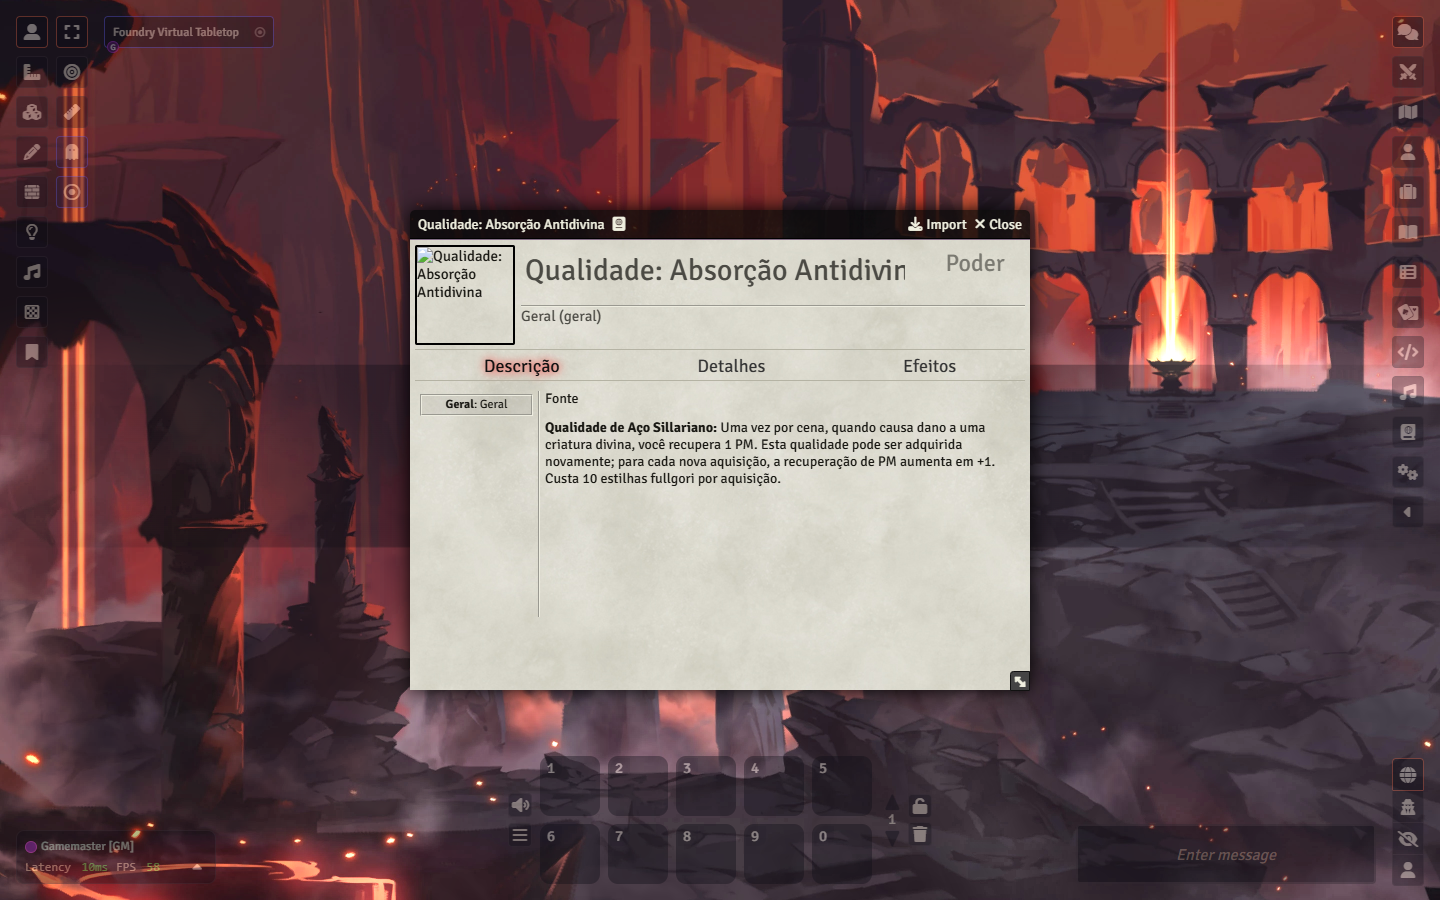 Foundry Virtual Tabletop
G
Qualidade: Absorção Antidivina
Import
Close
Qualidade:
Absorção
Antidivina
Qualidade: Absorção Antidivin
Poder
Geral (geral)
Descrição
Detalhes
Efeitos
Geral: Geral
Fonte
Qualidade de Aço Sillariano: Uma vez por cena, quando causa dano a uma
criatura divina, você recupera 1 PM. Esta qualidade pode ser adquirida
novamente; para cada nova aquisição, a recuperação de PM aumenta em +1.
Custa 10 estilhas fullgori por aquisição.
1 2 3 4 5
1
6 7 8 9 0
Gamemaster [GM]
Latency 10ms FPS 58
Enter message